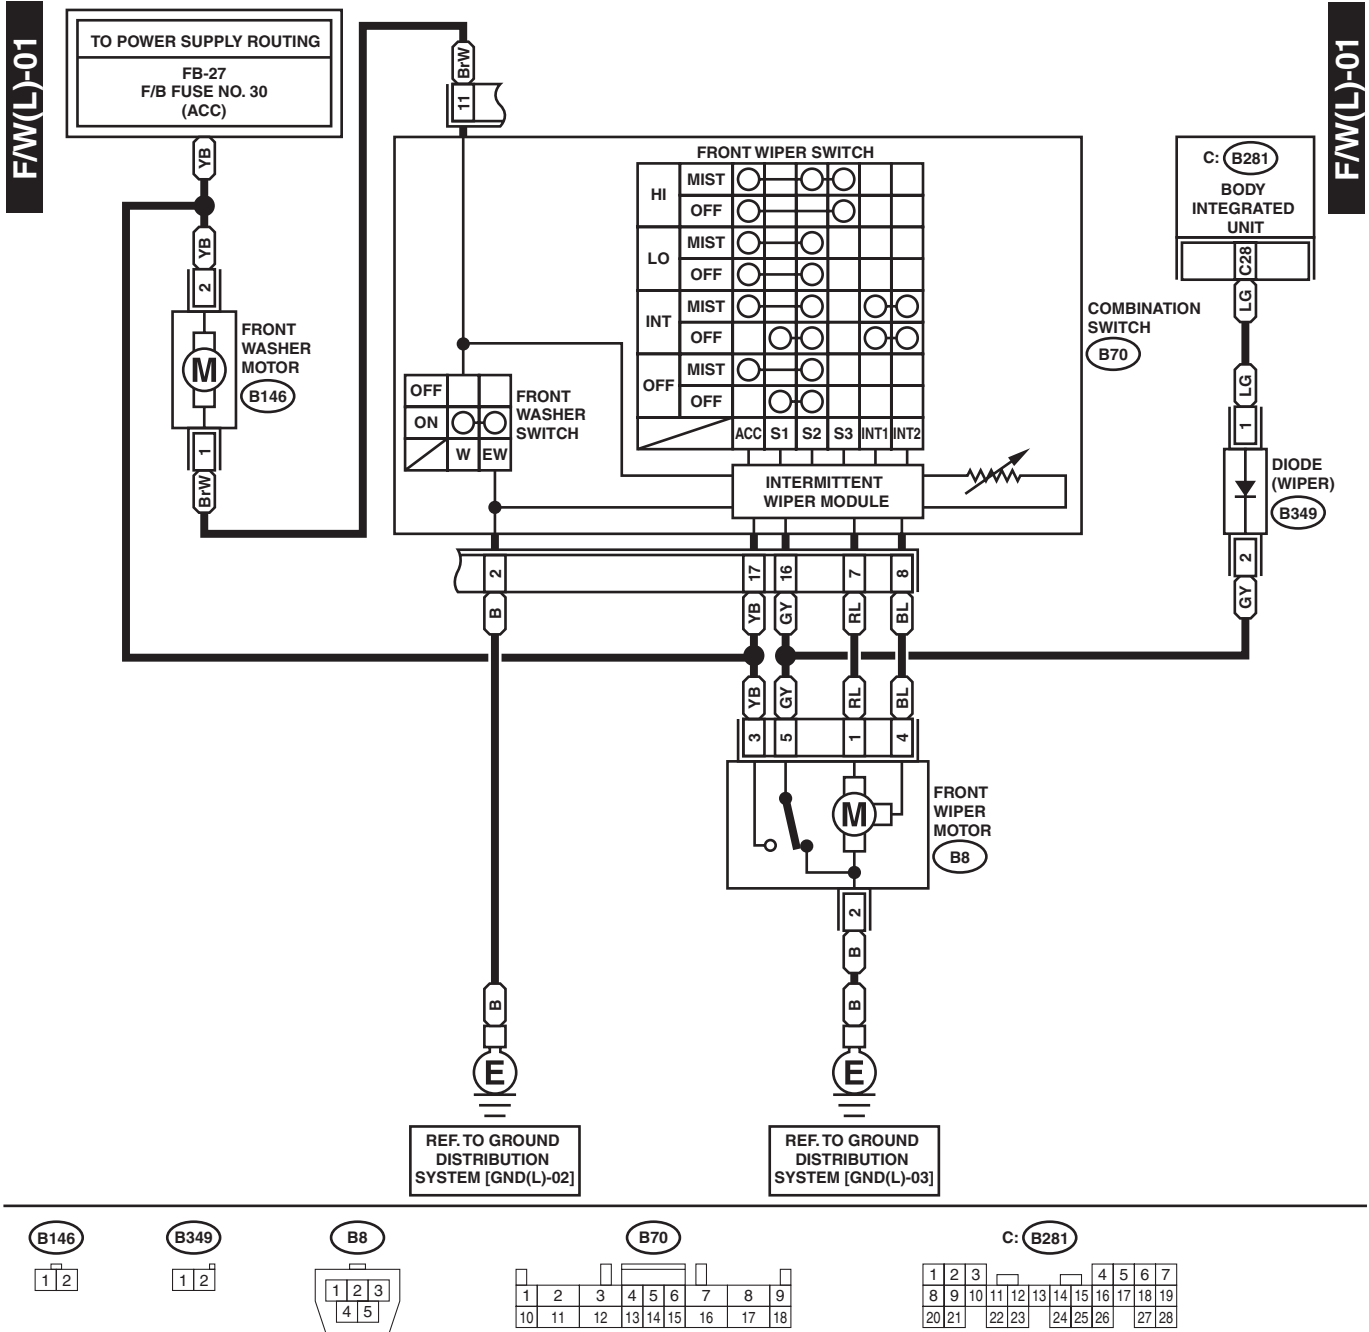 F/W(L)-01
F/W(L)-01
TO POWER SUPPLY ROUTING
FB-27
F/B FUSE NO. 30
(ACC)
YB
YB
2
M
FRONT
WASHER
MOTOR
B146
1
BrW
BrW
11
FRONT WIPER SWITCH
HI
MIST
OFF
LO
MIST
OFF
INT
MIST
OFF
OFF
MIST
OFF
ACC S1 S2 S3 INT1 INT2
INTERMITTENT
WIPER MODULE
OFF
ON
W EW
FRONT
WASHER
SWITCH
COMBINATION
SWITCH
B70
C: B281
BODY
INTEGRATED
UNIT
C28
LG
LG
1
DIODE
(WIPER)
B349
2
GY
2 17 16 7 8
B YB GY RL BL
YB GY RL BL
3 5 1 4
M
FRONT
WIPER
MOTOR
B8
2
B
B B
E E
REF. TO GROUND
DISTRIBUTION
SYSTEM [GND(L)-02]
REF. TO GROUND
DISTRIBUTION
SYSTEM [GND(L)-03]
B146
1 2
B349
1 2
B8
1 2 3
4 5
B70
1 2 3 4 5 6 7 8 9
10 11 12 13 14 15 16 17 18
C: B281
1 2 3 4 5 6 7
8 9 10 11 12 13 14 15 16 17 18 19
20 21 22 23 24 25 26 27 28